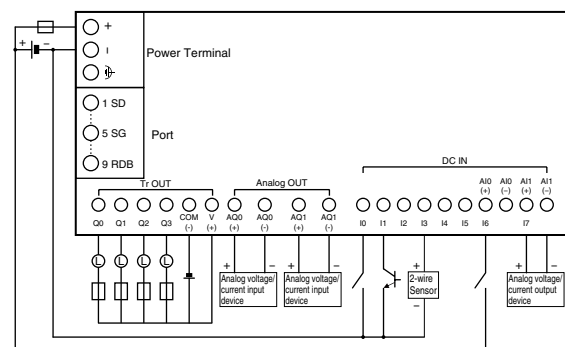 +
+ −
−
Power Terminal
1 SD
5 SG
Port
9 RDB
Tr OUT
Analog OUT
DC IN
AI0 AI0 AI1 AI1
(+) (−) (+) (−)
Q0 Q1 Q2 Q3 COM V AQ0 AQ0 AQ1 AQ1 I0 I1 I2 I3 I4 I5 I6 I7
(-) (+) (+) (-) (+) (-)
L L L L
+ − + − + + −
Analog voltage/
current input
device
Analog voltage/
current input
device
2-wire
Sensor
−
Analog voltage/
current output
device